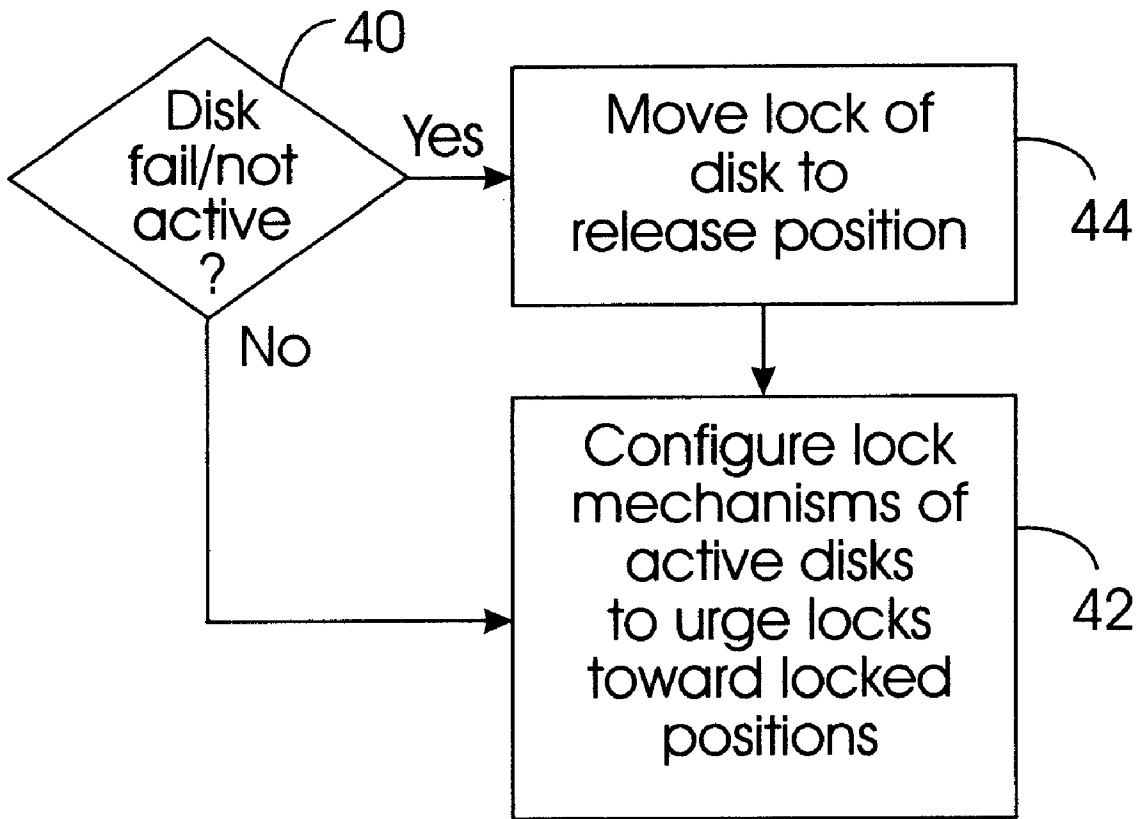 40
Disk
fail/not
active
?
Yes
No
Move lock of
disk to
release position
44
Configure lock
mechanisms of
active disks
to urge locks
toward locked
positions
42